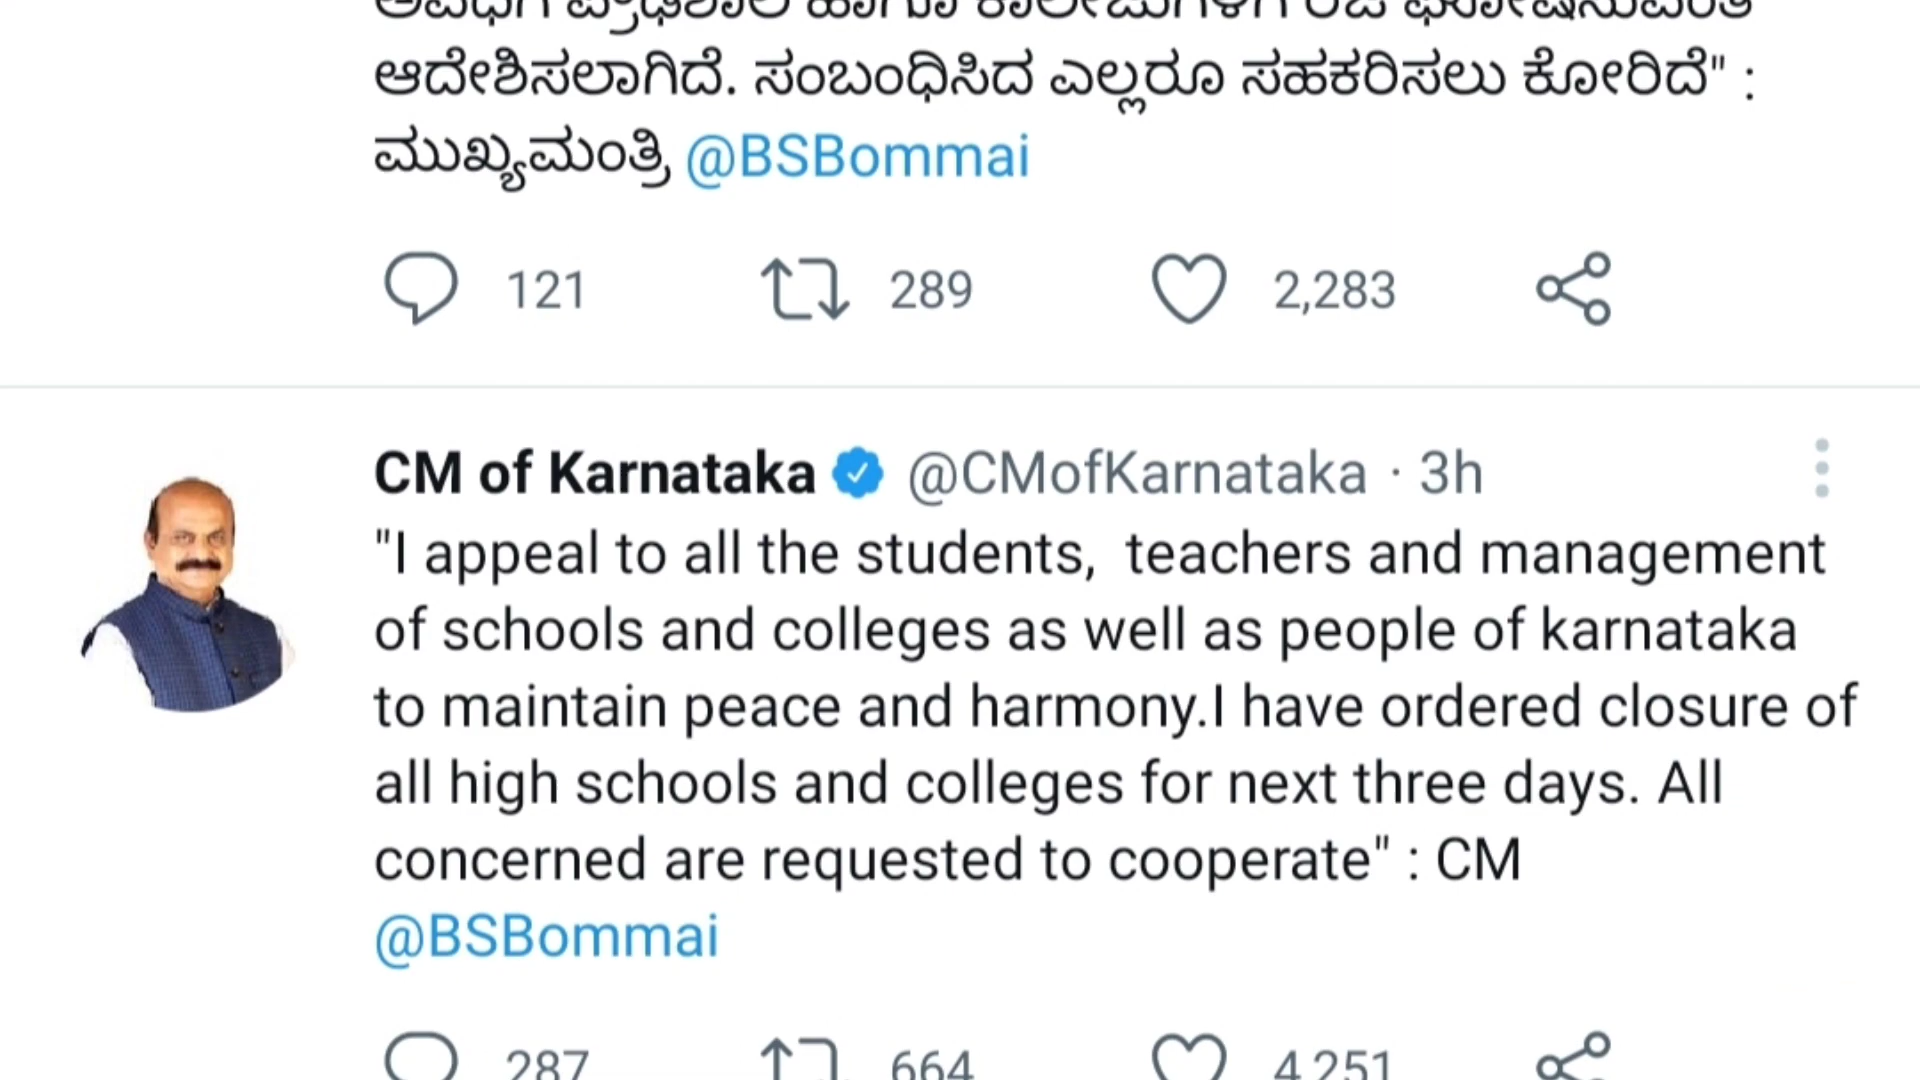 ಆದೇಶಿಸಲಾಗಿದೆ. ಸಂಬಂಧಿಸಿದ ಎಲ್ಲರೂ ಸಹಕರಿಸಲು ಕೋರಿದೆ" :
ಮುಖ್ಯಮಂತ್ರಿ @BSBommai
121 289 2,283
CM of Karnataka @CMofKarnataka · 3h
"I appeal to all the students, teachers and management
of schools and colleges as well as people of karnataka
to maintain peace and harmony.I have ordered closure of
all high schools and colleges for next three days. All
concerned are requested to cooperate" : CM
@BSBommai
287 664 4,251